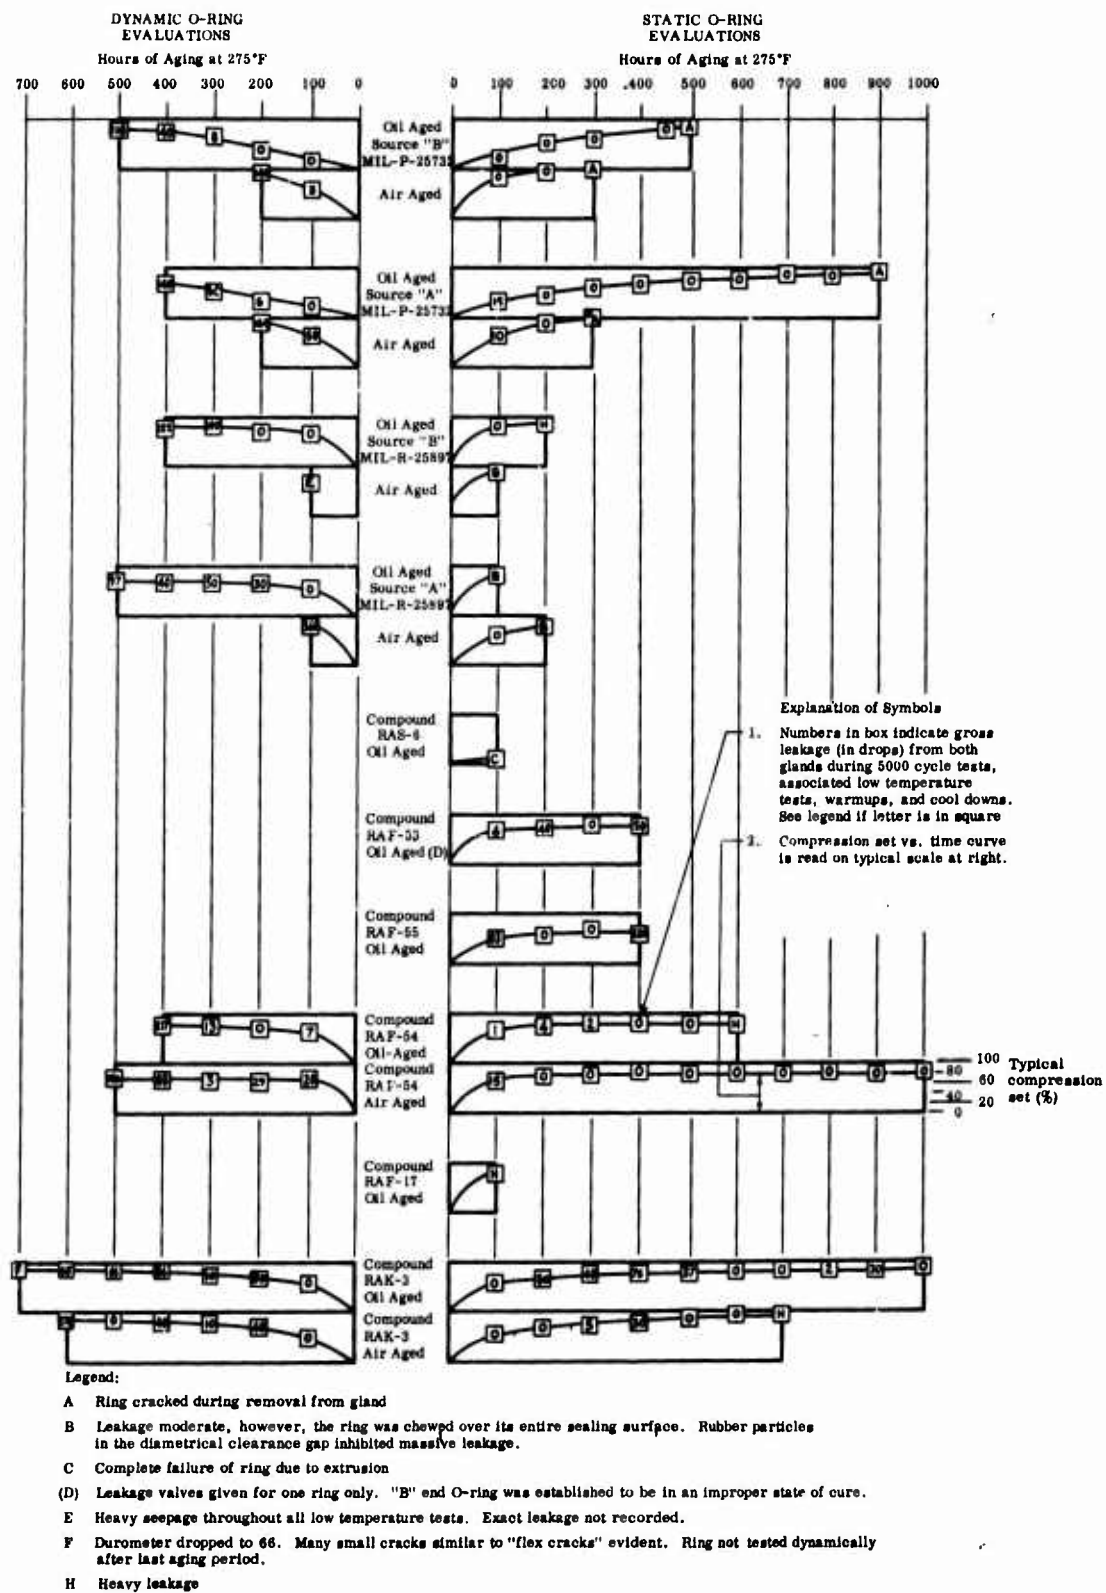 DYNAMIC O-RING
EVALUATIONS
Hours of Aging at 275°F
STATIC O-RING
EVALUATIONS
Hours of Aging at 275°F
700 600 500 400 300 200 100 0
0 100 200 300 400 500 600 700 800 900 1000
Oil Aged
Source "B"
MIL-P-25732
Air Aged
Oil Aged
Source "A"
MIL-P-25732
Air Aged
Oil Aged
Source "B"
MIL-R-25897
Air Aged
Oil Aged
Source "A"
MIL-R-25897
Air Aged
Compound
RAS-6
Oil Aged
C
Compound
RAF-53
Oil Aged (D)
Compound
RAF-55
Oil Aged
Compound
RAF-54
Oil-Aged
Compound
RAF-54
Air Aged
Compound
RAF-17
Oil Aged
H
Compound
RAK-3
Oil Aged
Compound
RAK-3
Air Aged
Explanation of Symbols
1. Numbers in box indicate gross
leakage (in drops) from both
glands during 5000 cycle tests,
associated low temperature
tests, warmups, and cool downs.
See legend if letter is in square
2. Compression set vs. time curve
is read on typical scale at right.
100
80
60
40
20
0
Typical
compression
set (%)
Legend:
A Ring cracked during removal from gland
B Leakage moderate, however, the ring was chewed over its entire sealing surface. Rubber particles
in the diametrical clearance gap inhibited massive leakage.
C Complete failure of ring due to extrusion
(D) Leakage valves given for one ring only. "B" end O-ring was established to be in an improper state of cure.
E Heavy seepage throughout all low temperature tests. Exact leakage not recorded.
F Durometer dropped to 66. Many small cracks similar to "flex cracks" evident. Ring not tested dynamically
after last aging period.
H Heavy leakage